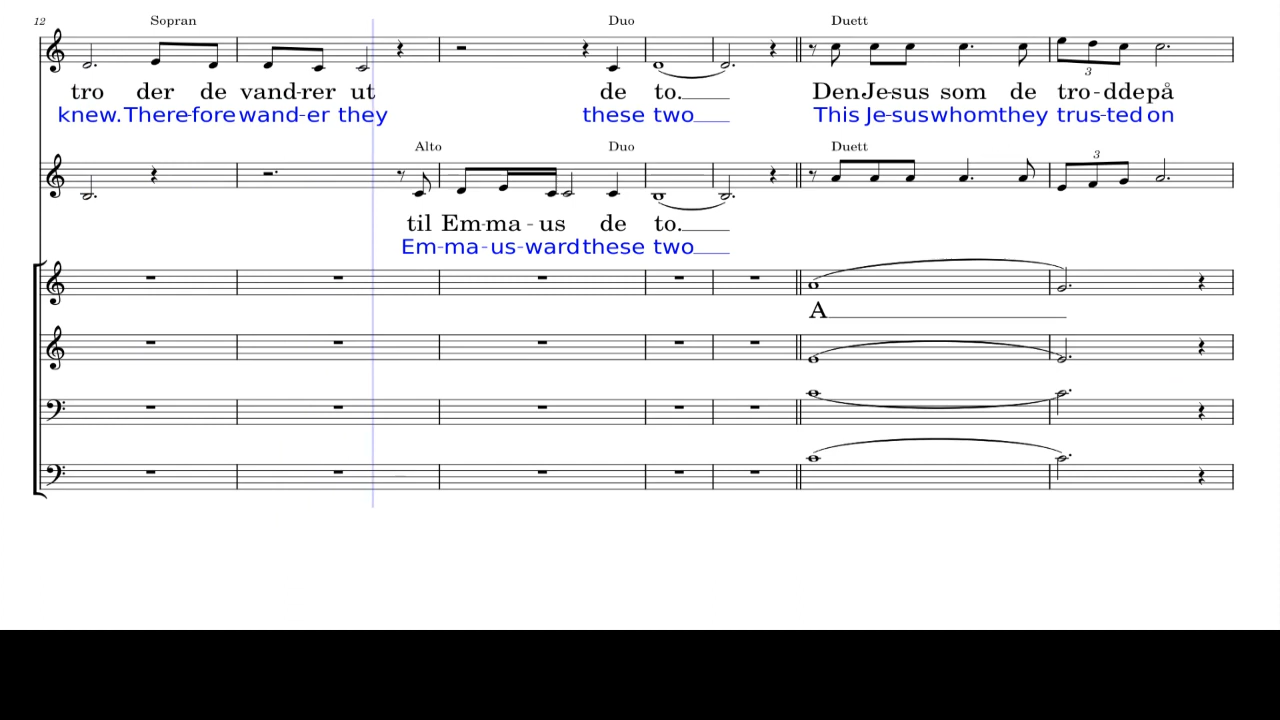 12 Sopran Duo Duett
tro der de vand-rer ut de to. Den Je-sus som de tro-dde på
knew. There-fore wand-er they these two This Je-sus whom they trus-ted on
3
Alto Duo Duett
3
til Em-ma-us de to.
Em-ma-us-ward these two
A